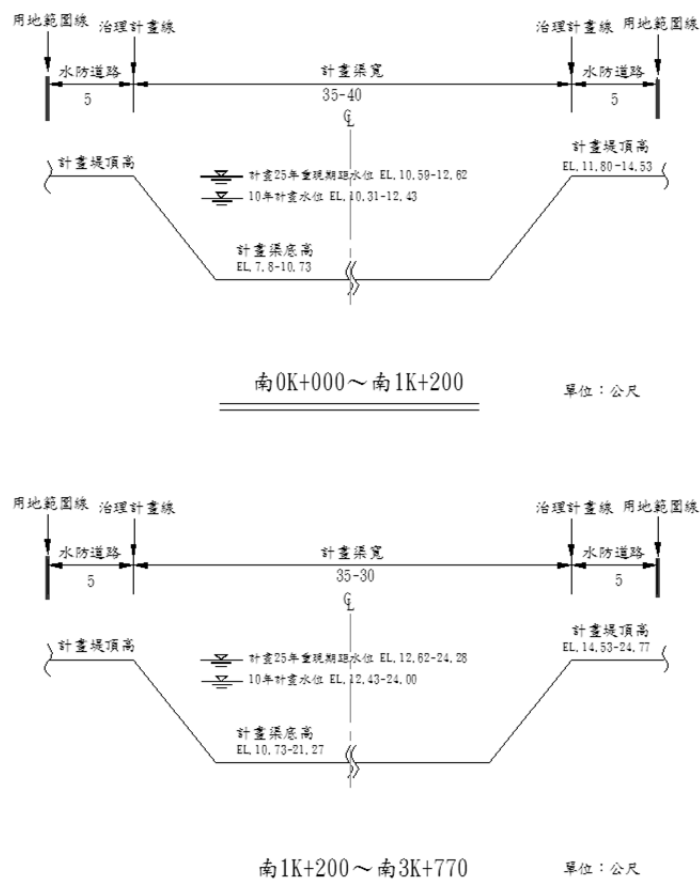 用地範圍線 治理計畫線 治理計畫線 用地範圍線
水防道路 計畫渠寬 水防道路
5 35-40 5
℄
計畫堤頂高 計畫堤頂高
EL.11.80-14.53
計畫25年重現期距水位 EL.10.59-12.62
10年計畫水位 EL.10.31-12.43
計畫渠底高
EL.7.8-10.73
南0K+000～南1K+200 單位：公尺
用地範圍線 治理計畫線 治理計畫線 用地範圍線
水防道路 計畫渠寬 水防道路
5 35-30 5
℄
計畫堤頂高 計畫堤頂高
EL.14.53-24.77
計畫25年重現期距水位 EL.12.62-24.28
10年計畫水位 EL.12.43-24.00
計畫渠底高
EL.10.73-21.27
南1K+200～南3K+770 單位：公尺